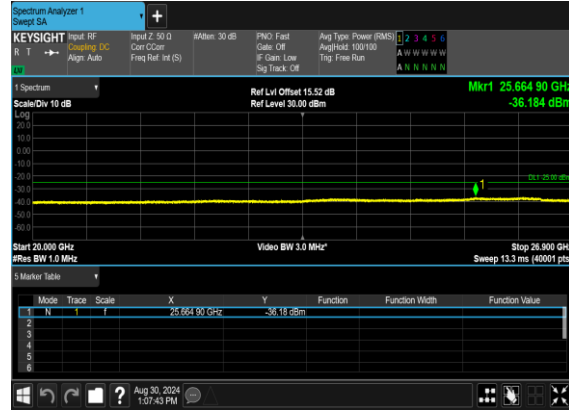 Spectrum Analyzer 1
Swept SA
KEYSIGHT
R T
Input: RF
Coupling: DC
Align: Auto
Input Z: 50 Ω
Corr CCorr
Freq Ref: Int (S)
#Atten: 30 dB
PNO: Fast
Gate: Off
IF Gain: Low
Sig Track: Off
Avg Type: Power (RMS)
Avg|Hold: 100/100
Trig: Free Run
1 2 3 4 5 6
A W W W W W
A N N N N N
LNI
1 Spectrum
Scale/Div 10 dB
Ref Lvl Offset 15.52 dB
Ref Level 30.00 dBm
Mkr1 25.664 90 GHz
-36.184 dBm
Log
20.0
10.0
0.00
-10.0
-20.0
-30.0
-40.0
-50.0
-60.0
DL1 -25.00 dBm
1
Start 20.000 GHz
#Res BW 1.0 MHz
Video BW 3.0 MHz*
Stop 26.900 GHz
Sweep 13.3 ms (40001 pts)
5 Marker Table
Mode Trace Scale X Y Function Function Width Function Value
1 N 1 f 25.664 90 GHz -36.18 dBm
2
3
4
5
6
?
Aug 30, 2024
1:07:43 PM